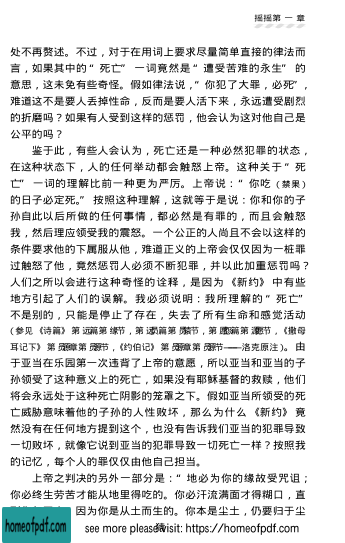 摇摇第 一 章
处不再赘述。不过，对于在用词上要求尽量简单直接的律法而
言，如果其中的“死亡”一词竟然是“遭受苦难的永生”的
意思，这未免有些奇怪。假如律法说，“你犯了大罪，必死”，
难道这不是要人丢掉性命，反而是要人活下来，永远遭受剧烈
的折磨吗？如果有人受到这样的惩罚，他会认为这对他自己是
公平的吗？
鉴于此，有些人会认为，死亡还是一种必然犯罪的状态，
在这种状态下，人的任何举动都会触怒上帝。这种关于“死
亡”一词的理解比前一种更为严厉。上帝说：“你吃（禁果）
的日子必定死。”按照这种理解，这就等于是说：你和你的子
孙自此以后所做的任何事情，都必然是有罪的，而且会触怒
我，然后理应领受我的震怒。一个公正的人尚且不会以这样的
条件要求他的下属服从他，难道正义的上帝会仅仅因为一桩罪
过触怒了他，竟然惩罚人必须不断犯罪，并以此加重惩罚吗？
人们之所以会进行这种奇怪的诠释，是因为《新约》中有些
地方引起了人们的误解。我必须说明：我所理解的“死亡”
不是别的，只能是停止了存在，失去了所有生命和感觉活动
（参见《诗篇》第 篇第 节，第 篇第 节，第 篇第 节，《撒母
耳记下》第 章第 节，《约伯记》第 章第 节——洛克原注）。由
于亚当在乐园第一次违背了上帝的意愿，所以亚当和亚当的子
孙领受了这种意义上的死亡，如果没有耶稣基督的救赎，他们
将会永远处于这种死亡阴影的笼罩之下。假如亚当所领受的死
亡威胁意味着他的子孙的人性败坏，那么为什么《新约》竟
然没有在任何地方提到这个，也没有告诉我们亚当的犯罪导致
一切败坏，就像它说到亚当的犯罪导致一切死亡一样？按照我
的记忆，每个人的罪仅仅由他自己担当。
上帝之判决的另外一部分是：“地必为你的缘故受咒诅；
你必终生劳苦才能从地里得吃的。你必汗流满面才得糊口，直
因为你是从土而生的。你本是尘土，仍要归于尘
homeofpdf.com
see more please visit: https://homeofpdf.com